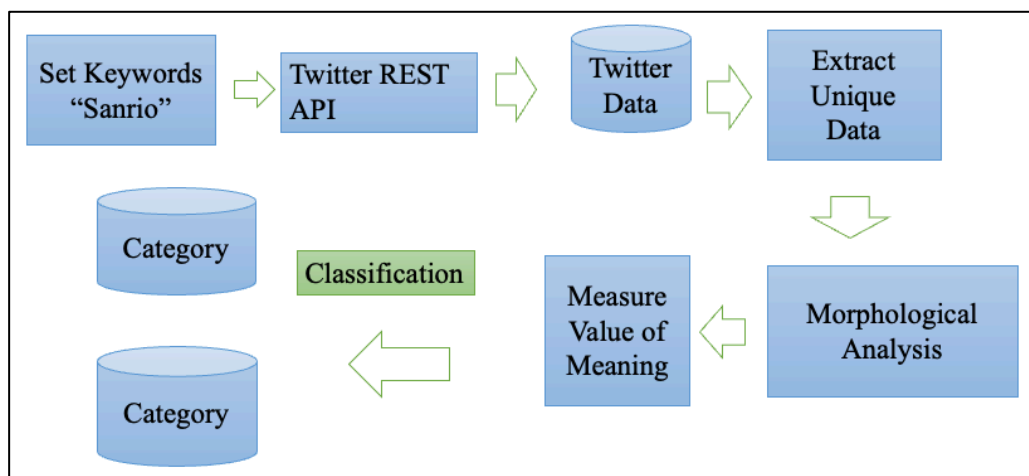 Set Keywords
“Sanrio”
Twitter REST
API
Twitter
Data
Extract
Unique
Data
Morphological
Analysis
Measure
Value of
Meaning
Classification
Category
Category